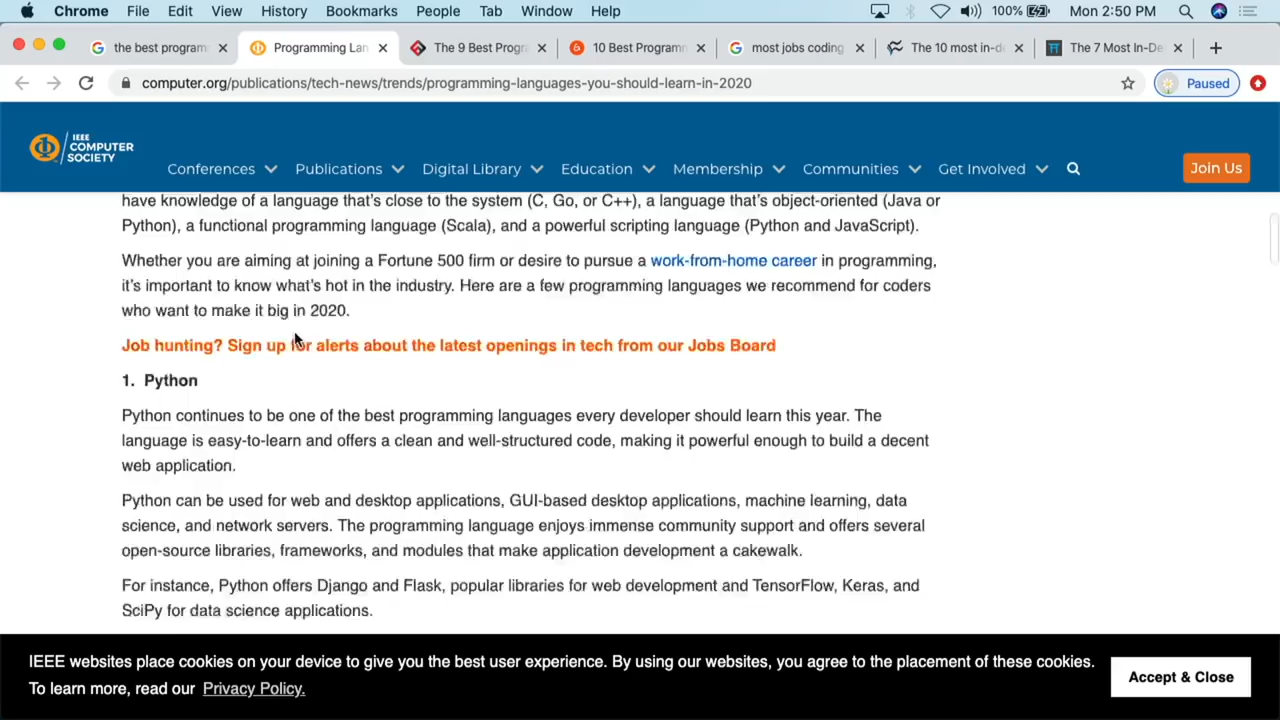 Chrome File Edit View History Bookmarks People Tab Window Help 100% Mon 2:50 PM
the best program Programming Lan The 9 Best Progra 10 Best Programm most jobs coding The 10 most in-d The 7 Most In-De
computer.org/publications/tech-news/trends/programming-languages-you-should-learn-in-2020 Paused
IEEE
COMPUTER
SOCIETY
Conferences Publications Digital Library Education Membership Communities Get Involved Join Us
have knowledge of a language that's close to the system (C, Go, or C++), a language that's object-oriented (Java or
Python), a functional programming language (Scala), and a powerful scripting language (Python and JavaScript).
Whether you are aiming at joining a Fortune 500 firm or desire to pursue a work-from-home career in programming,
it's important to know what's hot in the industry. Here are a few programming languages we recommend for coders
who want to make it big in 2020.
Job hunting? Sign up for alerts about the latest openings in tech from our Jobs Board
1. Python
Python continues to be one of the best programming languages every developer should learn this year. The
language is easy-to-learn and offers a clean and well-structured code, making it powerful enough to build a decent
web application.
Python can be used for web and desktop applications, GUI-based desktop applications, machine learning, data
science, and network servers. The programming language enjoys immense community support and offers several
open-source libraries, frameworks, and modules that make application development a cakewalk.
For instance, Python offers Django and Flask, popular libraries for web development and TensorFlow, Keras, and
SciPy for data science applications.
IEEE websites place cookies on your device to give you the best user experience. By using our websites, you agree to the placement of these cookies.
To learn more, read our Privacy Policy.
Accept & Close